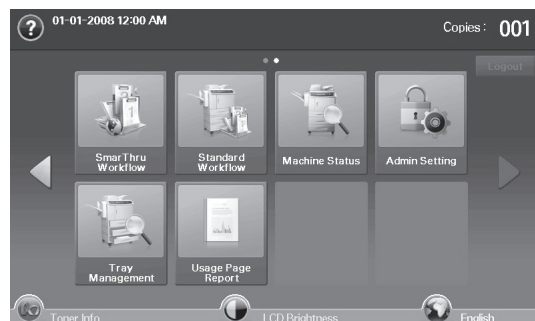 01-01-2008 12:00 AM
Copies : 001
Logout
SmarThru
Workflow
Standard
Workflow
Machine Status
Admin Setting
Tray
Management
Usage Page
Report
Toner Info
LCD Brightness
English